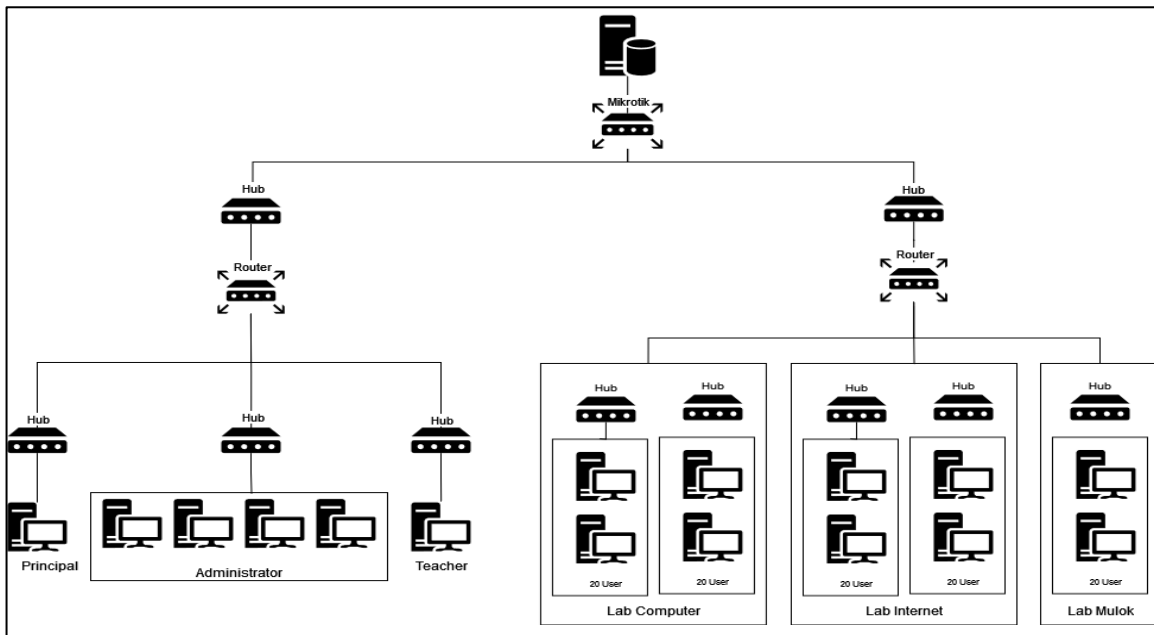 Mikrotik
Hub
Hub
Router
Router
Hub
Hub
Hub
Principal
Administrator
Teacher
Hub
Hub
Hub
Hub
Hub
20 User
20 User
20 User
20 User
20 User
Lab Computer
Lab Internet
Lab Mulok